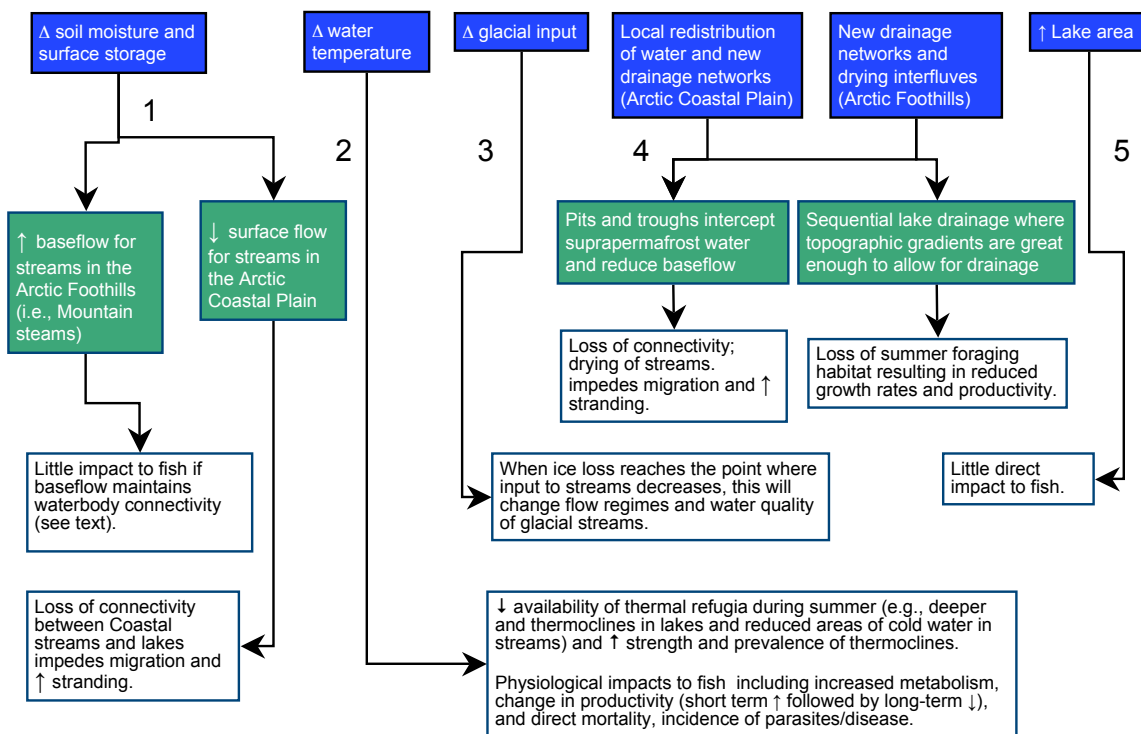 Δ soil moisture and
surface storage
Δ water
temperature
Δ glacial input
Local redistribution
of water and new
drainage networks
(Arctic Coastal Plain)
New drainage
networks and
drying interfluves
(Arctic Foothills)
↑ Lake area
1
2
3
4
5
↑ baseflow for
streams in the
Arctic Foothills
(i.e., Mountain
steams)
↓ surface flow
for streams in
the Arctic
Coastal Plain
Pits and troughs intercept
suprapermafrost water
and reduce baseflow
Sequential lake drainage where
topographic gradients are great
enough to allow for drainage
Loss of connectivity;
drying of streams.
impedes migration and ↑
stranding.
Loss of summer foraging
habitat resulting in reduced
growth rates and productivity.
Little impact to fish if
baseflow maintains
waterbody connectivity
(see text).
When ice loss reaches the point where
input to streams decreases, this will
change flow regimes and water quality
of glacial streams.
Little direct
impact to fish.
Loss of connectivity
between Coastal
streams and lakes
impedes migration and
↑ stranding.
↓ availability of thermal refugia during summer (e.g., deeper
and thermoclines in lakes and reduced areas of cold water in
streams) and ↑ strength and prevalence of thermoclines.
Physiological impacts to fish including increased metabolism,
change in productivity (short term ↑ followed by long-term ↓),
and direct mortality, incidence of parasites/disease.